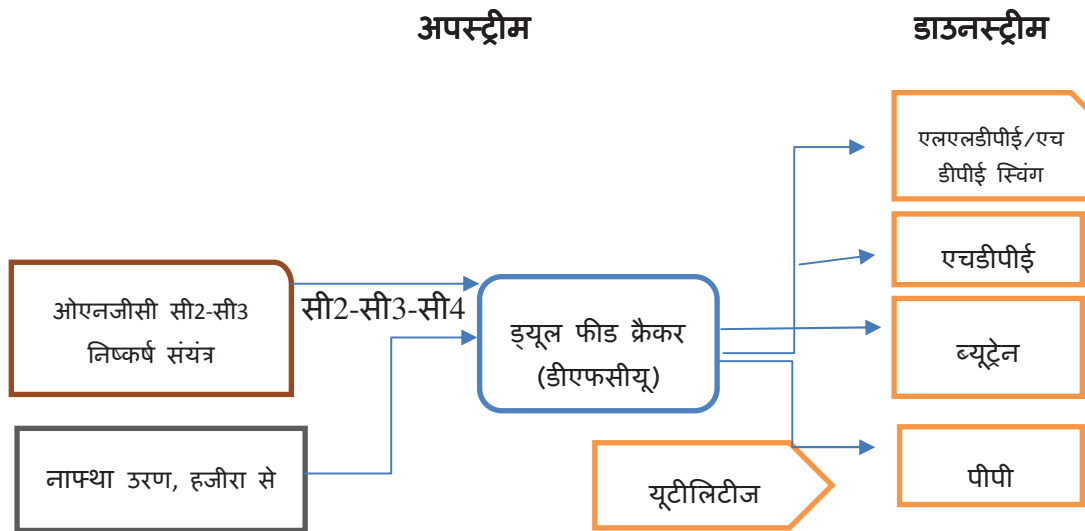 अपस्ट्रीम
डाउनस्ट्रीम
एलएलडीपीई/एच
डीपीई स्विंग
एचडीपीई
ओएनजीसी सी2-सी3
निष्कर्ष संयंत्र
सी2-सी3-सी4
ड्यूल फीड क्रैकर
(डीएफसीयू)
ब्यूट्रेन
नाफ्था उरण, हजीरा से
यूटीलिटीज
पीपी